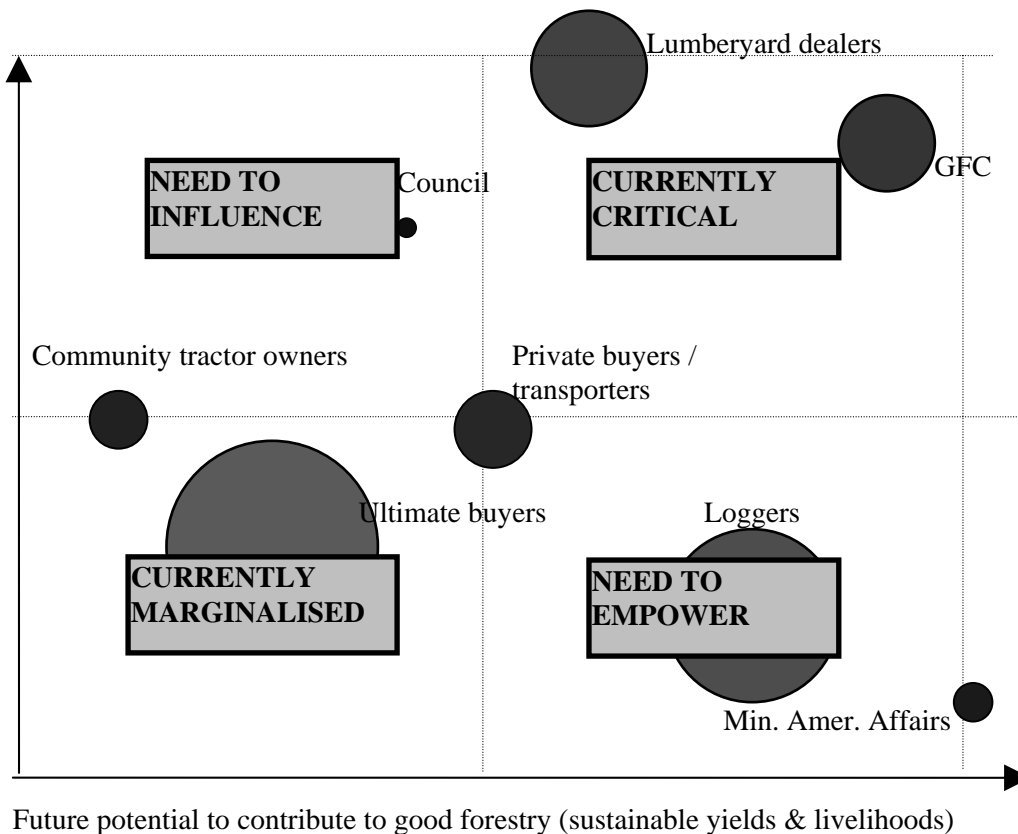 Lumberyard dealers
GFC
NEED TO
INFLUENCE
Council
CURRENTLY
CRITICAL
Community tractor owners
Private buyers /
transporters
Ultimate buyers
Loggers
CURRENTLY
MARGINALISED
NEED TO
EMPOWER
Min. Amer. Affairs
Future potential to contribute to good forestry (sustainable yields & livelihoods)